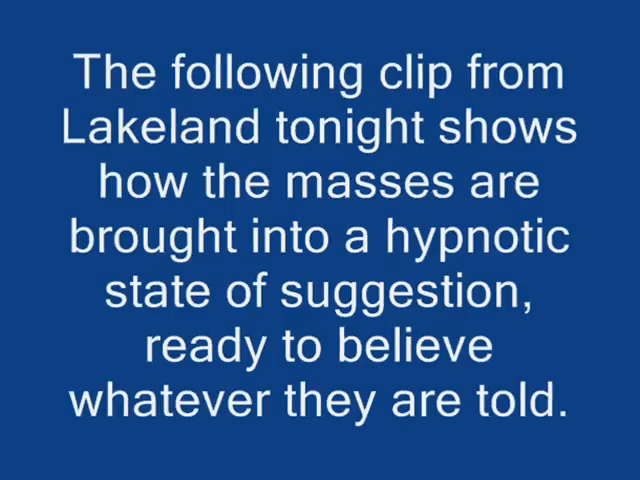 The following clip from
Lakeland tonight shows
how the masses are
brought into a hypnotic
state of suggestion,
ready to believe
whatever they are told.